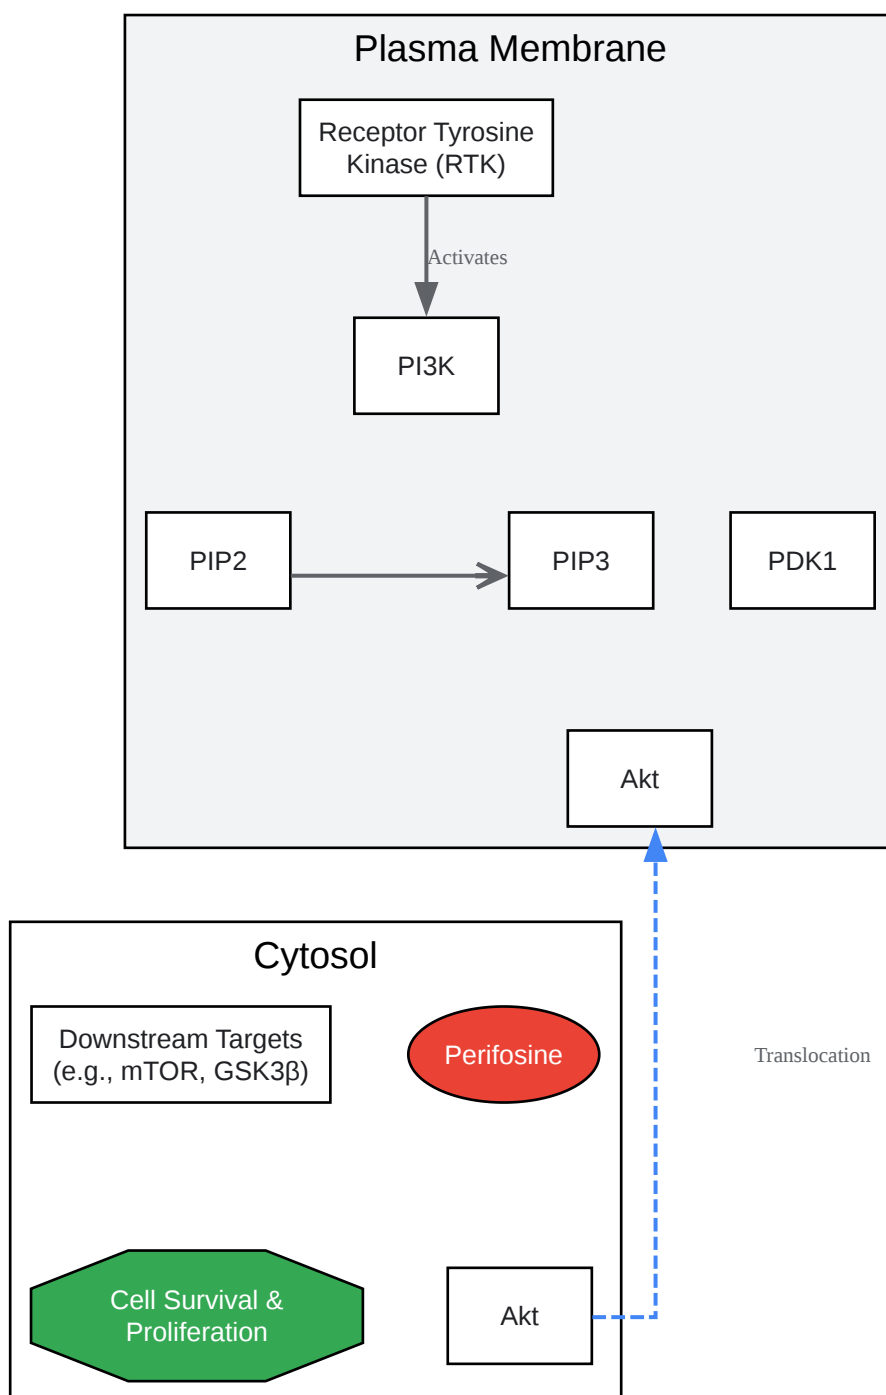 Plasma Membrane
Receptor Tyrosine
Kinase (RTK)
Activates
PI3K
PIP2
PIP3
PDK1
Akt
Cytosol
Downstream Targets
(e.g., mTOR, GSK3β)
Perifosine
Translocation
Cell Survival &
Proliferation
Akt